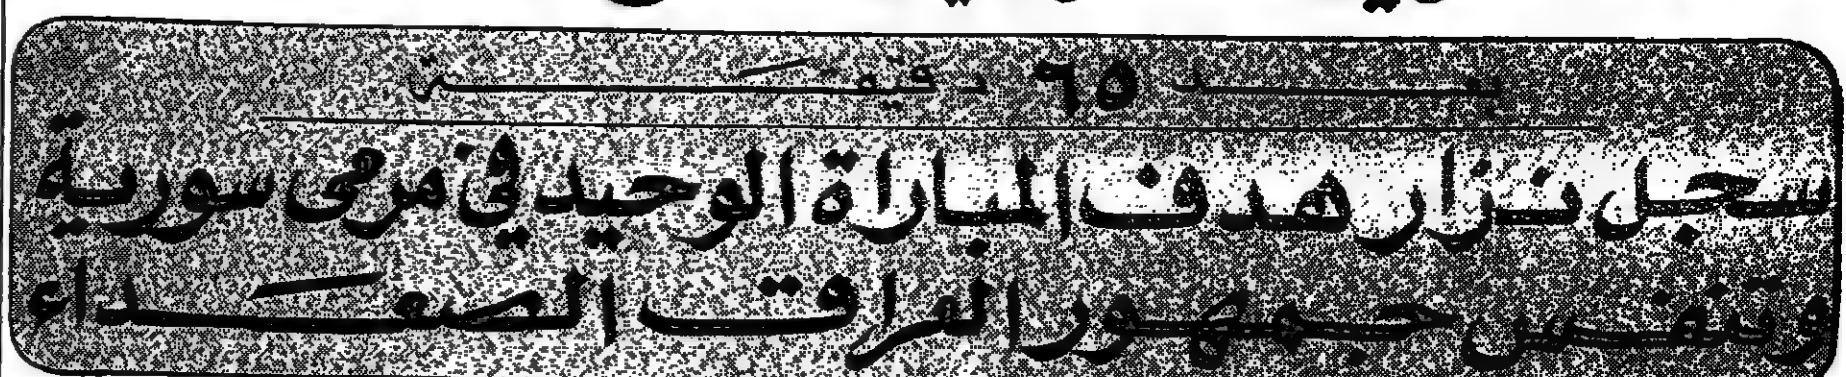 بعد ٦٥ دقيقة
سجل نزار هدف المباراة الوحيد في مرمى سورية
وتنفس جمهور العراق الصعداء